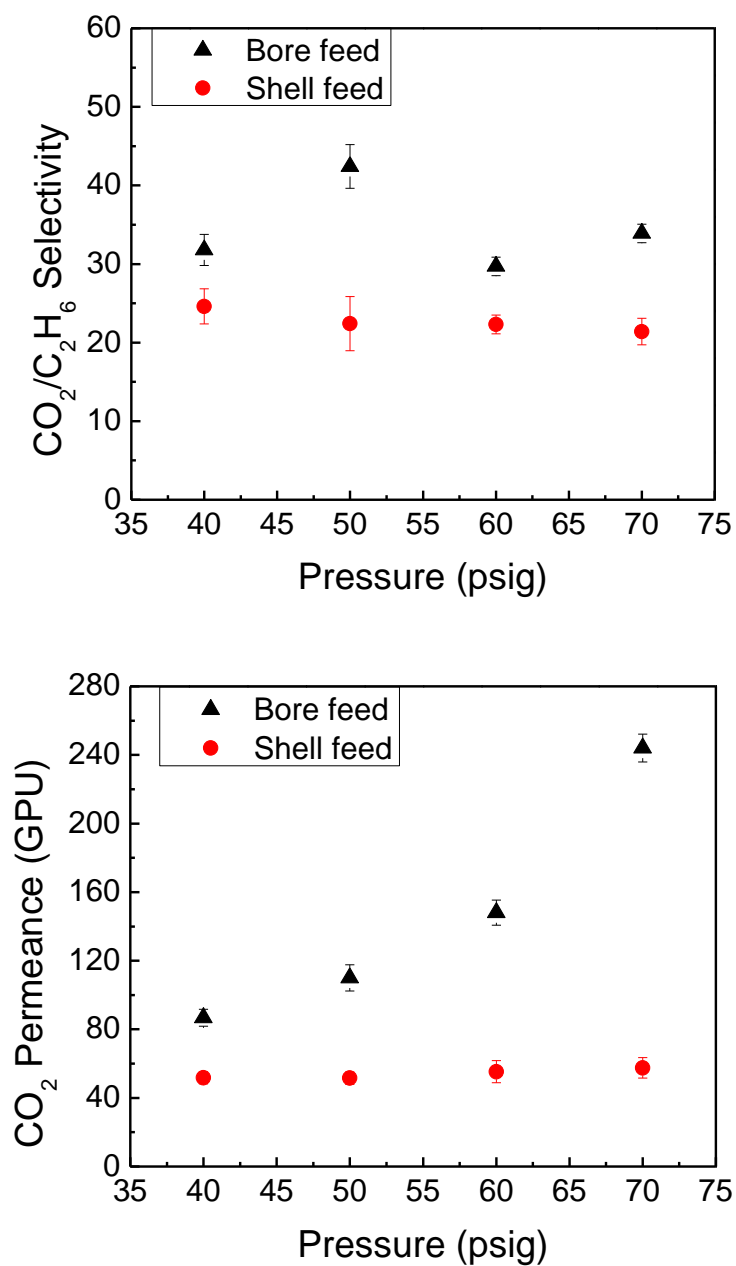 60
50
40
30
20
10
0
Bore feed
Shell feed
CO2/C2H6 Selectivity
35 40 45 50 55 60 65 70 75
Pressure (psig)
280
240
200
160
120
80
40
0
Bore feed
Shell feed
CO2 Permeance (GPU)
35 40 45 50 55 60 65 70 75
Pressure (psig)